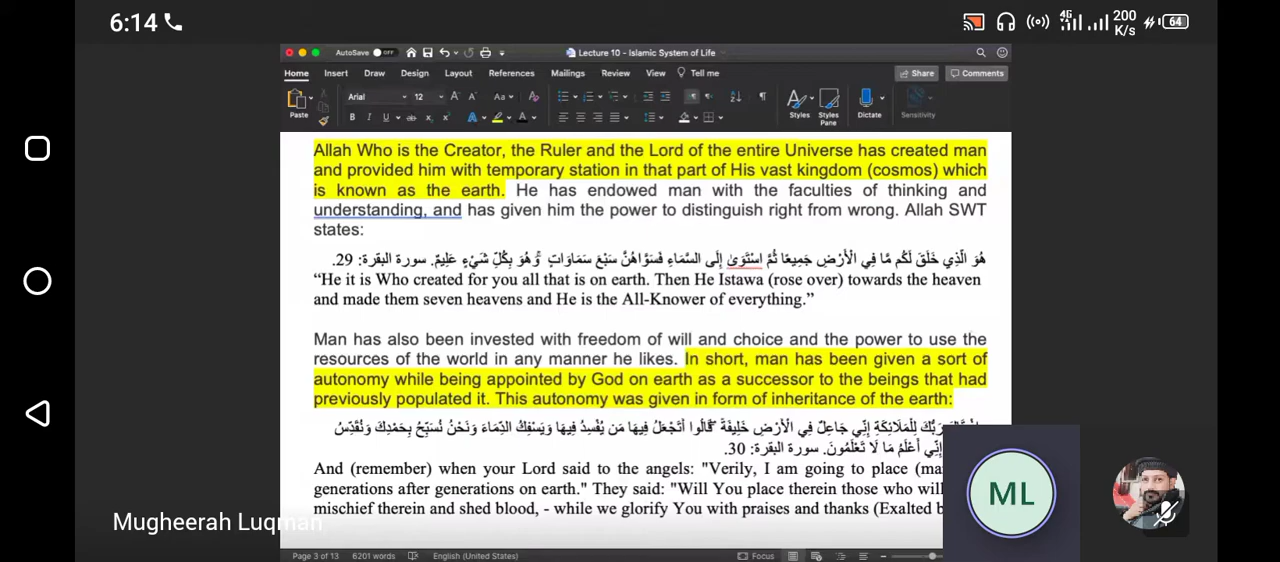 6:14
4G
200
K/s
64
AutoSave OFF
Lecture 10 - Islamic System of Life
Home Insert Draw Design Layout References Mailings Review View Tell me
Share Comments
Paste
Arial 12
Styles Styles Pane Dictate Sensitivity
Allah Who is the Creator, the Ruler and the Lord of the entire Universe has created man
and provided him with temporary station in that part of His vast kingdom (cosmos) which
is known as the earth. He has endowed man with the faculties of thinking and
understanding, and has given him the power to distinguish right from wrong. Allah SWT
states:
هُوَ الَّذِي خَلَقَ لَكُم مَّا فِي الْأَرْضِ جَمِيعًا ثُمَّ اسْتَوَىٰ إِلَى السَّمَاءِ فَسَوَّاهُنَّ سَبْعَ سَمَاوَاتٍ ۚ وَهُوَ بِكُلِّ شَيْءٍ عَلِيمٌ. سورة البقرة: 29.
“He it is Who created for you all that is on earth. Then He Istawa (rose over) towards the heaven
and made them seven heavens and He is the All-Knower of everything.”
Man has also been invested with freedom of will and choice and the power to use the
resources of the world in any manner he likes. In short, man has been given a sort of
autonomy while being appointed by God on earth as a successor to the beings that had
previously populated it. This autonomy was given in form of inheritance of the earth:
رَبُّكَ لِلْمَلَائِكَةِ إِنِّي جَاعِلٌ فِي الْأَرْضِ خَلِيفَةً ۖ قَالُوا أَتَجْعَلُ فِيهَا مَن يُفْسِدُ فِيهَا وَيَسْفِكُ الدِّمَاءَ وَنَحْنُ نُسَبِّحُ بِحَمْدِكَ وَنُقَدِّسُ
إِنِّي أَعْلَمُ مَا لَا تَعْلَمُونَ. سورة البقرة: 30.
And (remember) when your Lord said to the angels: "Verily, I am going to place
generations after generations on earth." They said: "Will You place therein those who will
mischief therein and shed blood, - while we glorify You with praises and thanks (Exalted
ML
Mugheerah Luqman
Page 3 of 13 6201 words English (United States) Focus